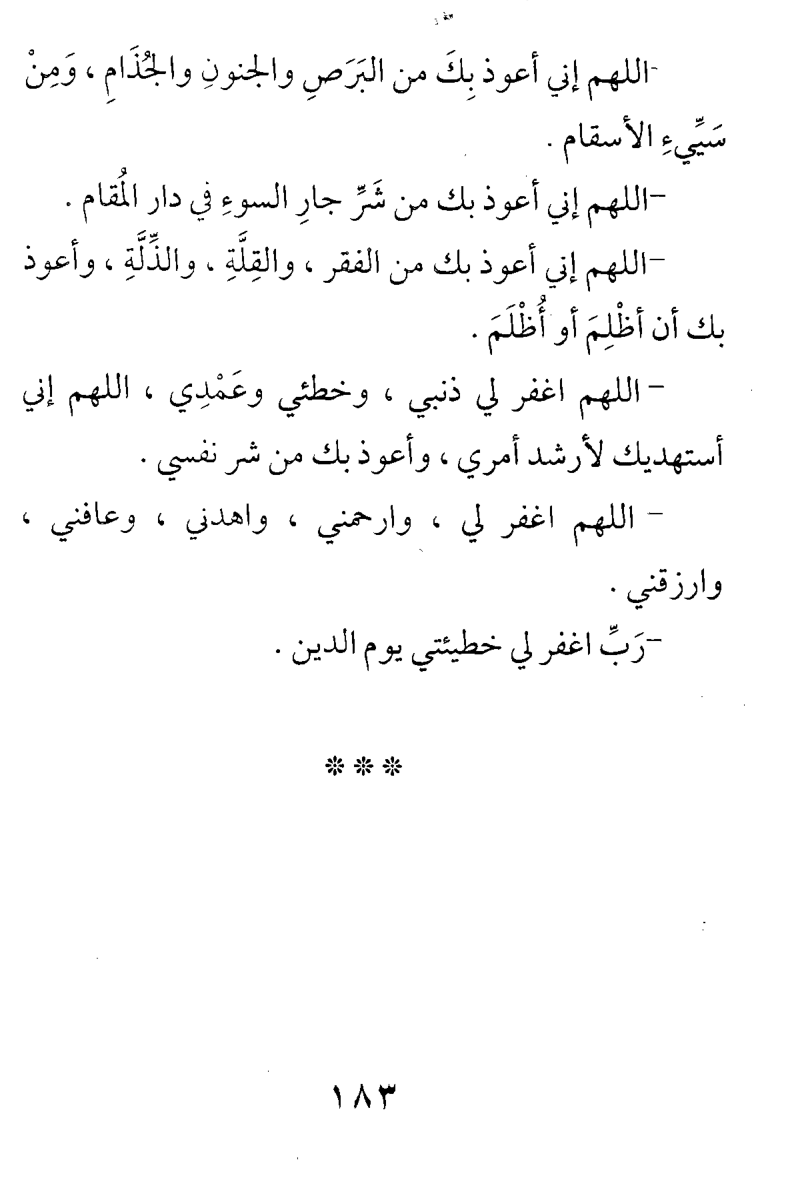 -اللهم إني أعوذ بِكَ من البَرَصِ والجنونِ والجُذَامِ ، وَمِنْ
سَيِّيءِ الأسقام .
-اللهم إني أعوذ بك من شَرِّ جارِ السوءِ في دار المُقام .
-اللهم إني أعوذ بك من الفقر ، والقِلَّةِ ، والذِّلَّةِ ، وأعوذ
بك أن أظْلِمَ أو أُظْلَمَ .
- اللهم اغفر لي ذنبي ، وخطئي وعَمْدِي ، اللهم إني
أستهديك لأرشد أمري ، وأعوذ بك من شر نفسي .
- اللهم اغفر لي ، وارحمني ، واهدني ، وعافني ،
وارزقني .
-رَبِّ اغفر لي خطيئتي يوم الدين .
❊ ❊ ❊
١٨٣